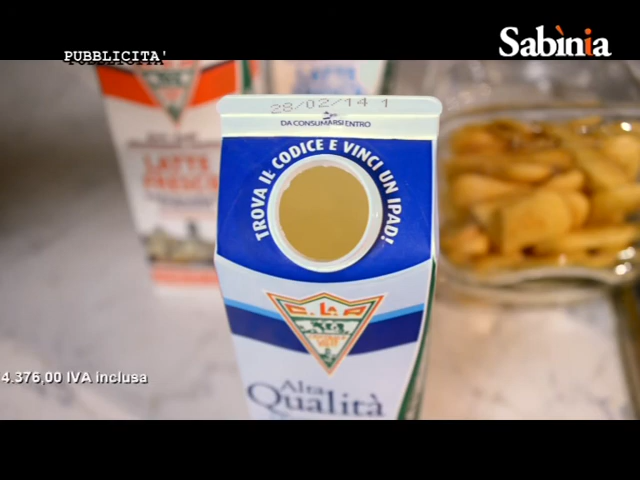 PUBBLICITA'
Sabìnia
28/02/14 1
DA CONSUMARSI ENTRO
TROVA IL CODICE E VINCI UN IPAD!
LATTE
FRESCO
C.L.A
Alta
Qualità
4.376,00 IVA inclusa